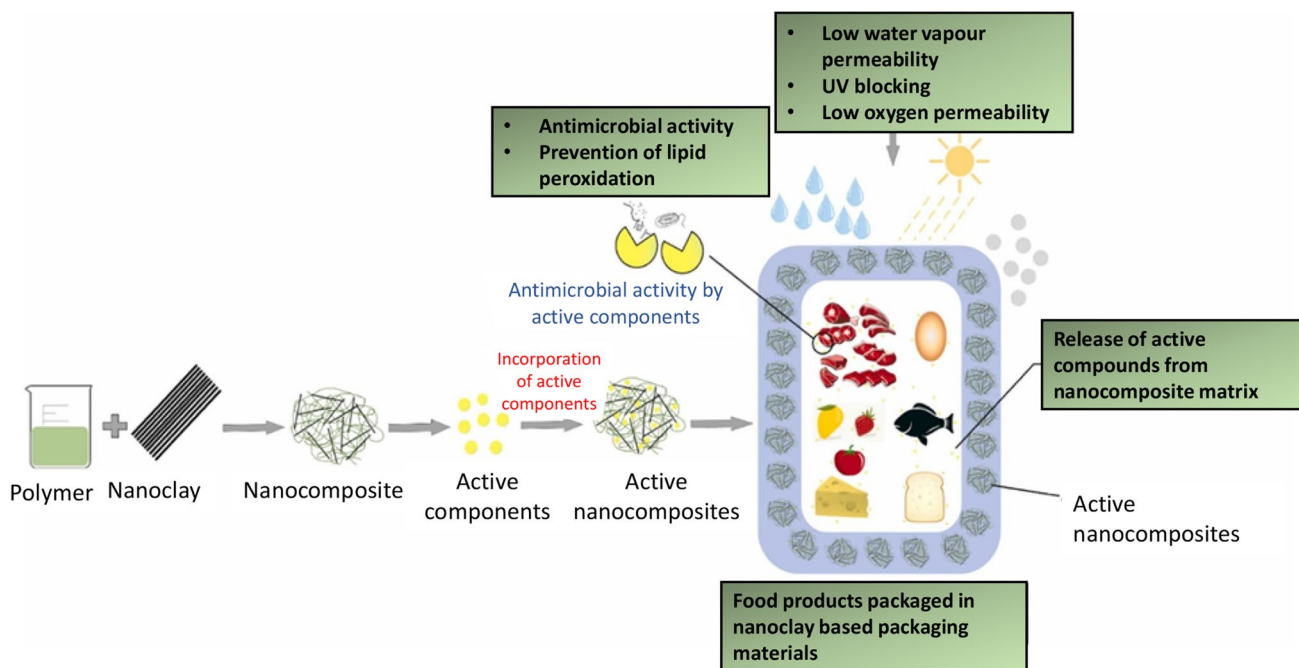 • Low water vapour
permeability
• UV blocking
• Low oxygen permeability
• Antimicrobial activity
• Prevention of lipid
peroxidation
Antimicrobial activity by
active components
Release of active
compounds from
nanocomposite matrix
Incorporation
of active
components
Polymer
Nanoclay
Nanocomposite
Active
components
Active
nanocomposites
Active
nanocomposites
Food products packaged in
nanoclay based packaging
materials